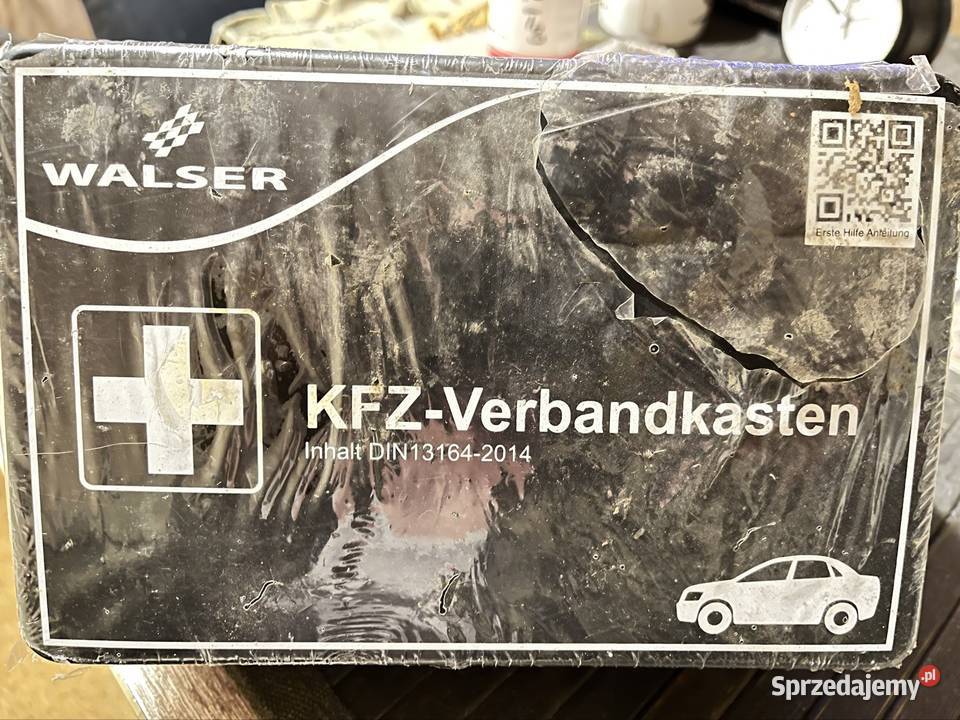 WALSER
Erste Hilfe Anleitung
KFZ-Verbandkasten
Inhalt DIN13164-2014
Sprzedajemy.pl